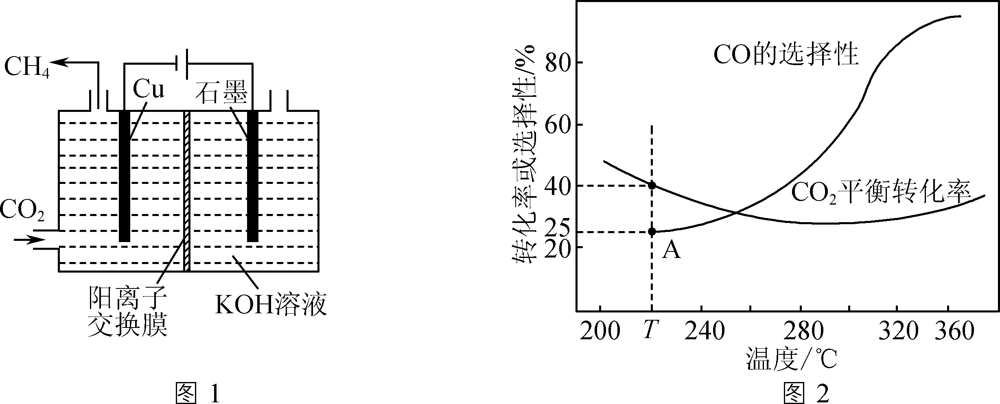 CH₄
Cu
石墨
CO₂
阳离子
交换膜
KOH溶液
图 1
转化率或选择性/%
80
60
40
25
20
CO的选择性
CO₂平衡转化率
A
200 T 240 280 320 360
温度/℃
图 2